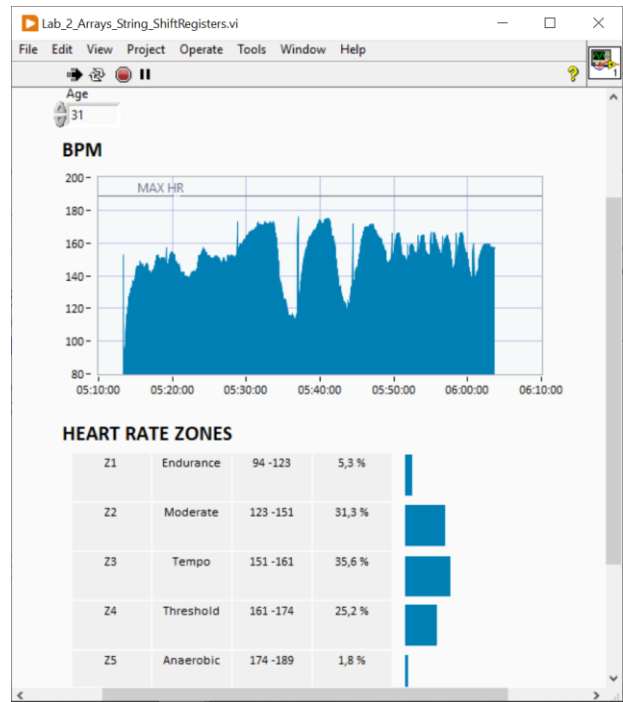 Lab_2_Arrays_String_ShiftRegisters.vi
File Edit View Project Operate Tools Window Help
1
Age
31
BPM
200
MAX HR
180
160
140
120
100
80
05:10:00 05:20:00 05:30:00 05:40:00 05:50:00 06:00:00 06:10:00
HEART RATE ZONES
Z1 Endurance 94 -123 5,3 %
Z2 Moderate 123 -151 31,3 %
Z3 Tempo 151 -161 35,6 %
Z4 Threshold 161 -174 25,2 %
Z5 Anaerobic 174 -189 1,8 %